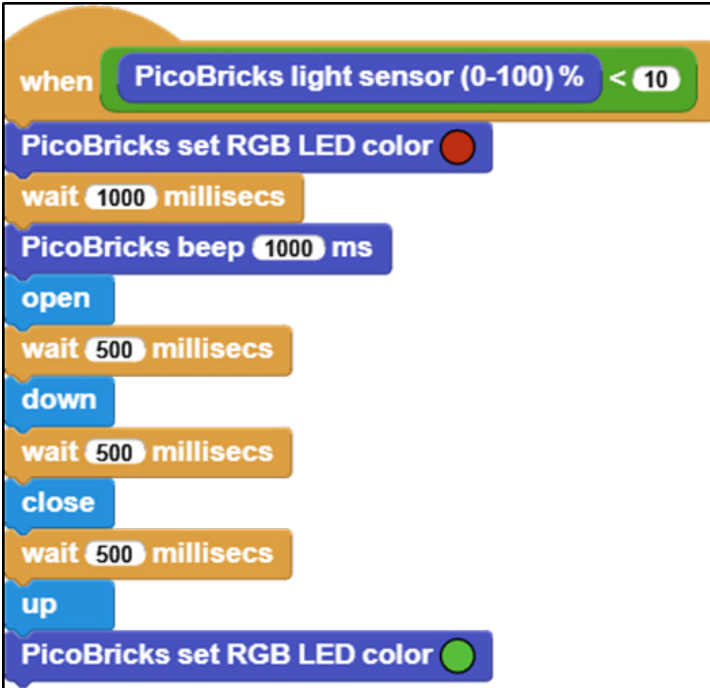 when PicoBricks light sensor (0-100) % < 10
PicoBricks set RGB LED color
wait 1000 millisecs
PicoBricks beep 1000 ms
open
wait 500 millisecs
down
wait 500 millisecs
close
wait 500 millisecs
up
PicoBricks set RGB LED color